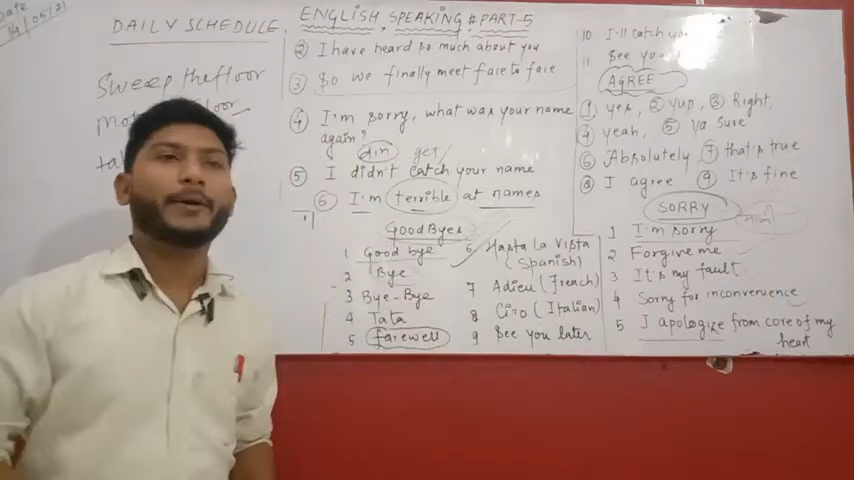 Date
14/05/21
DAILY SCHEDULE
Sweep the floor
floor
ENGLISH SPEAKING # PART-5
② I have heard so much about you
③ So we finally meet face to face
④ I'm sorry, what was your name
again?
get
⑤ I didn't catch your name
⑥ I'm terrible at names
GoodByes
1. Good bye
2 Bye
3 Bye-Bye
4. Tata
5 farewell
6. Hasta La Vista
(Spanish)
7 Adieu (French)
8 Ciao (Italian)
9 See you later
10 I'll catch you
11 See you
AGREE
① yes, ② yup, ③ Right,
④ yeah, ⑤ ya sure
⑥ Absolutely ⑦ that's true
⑧ I agree ⑨ It's fine
SORRY
1 I'm sorry
2 Forgive me
3 It's my fault
4 Sorry for inconvenience
5 I apologize from core of my
heart